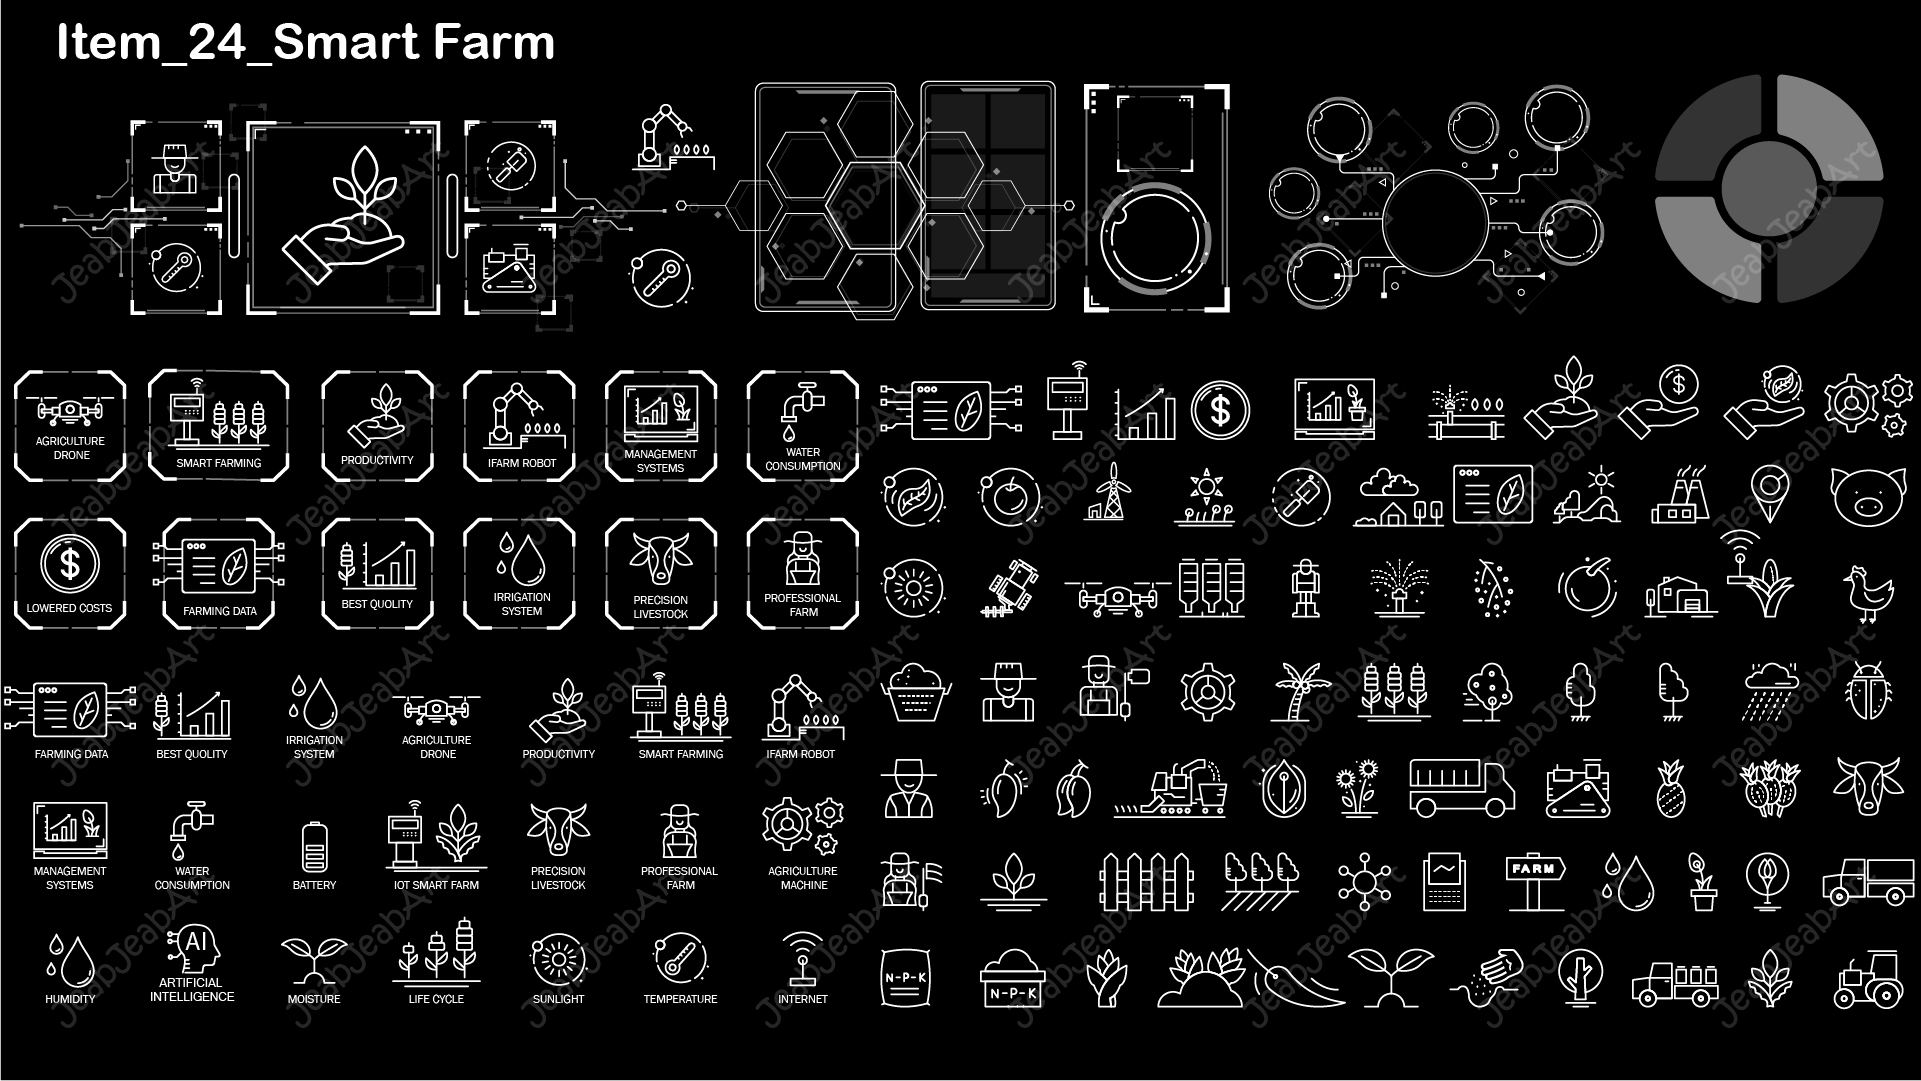 Item_24_Smart Farm
AGRICULTURE
DRONE
SMART FARMING
PRODUCTIVITY
IFARM ROBOT
MANAGEMENT
SYSTEMS
WATER
CONSUMPTION
$
$
$
LOWERED COSTS
FARMING DATA
BEST QUOLITY
IRRIGATION
SYSTEM
PRECISION
LIVESTOCK
PROFESSIONAL
FARM
FARMING DATA
BEST QUOLITY
IRRIGATION
SYSTEM
AGRICULTURE
DRONE
PRODUCTIVITY
SMART FARMING
IFARM ROBOT
MANAGEMENT
SYSTEMS
WATER
CONSUMPTION
BATTERY
IOT SMART FARM
PRECISION
LIVESTOCK
PROFESSIONAL
FARM
AGRICULTURE
MACHINE
FARM
HUMIDITY
AI
ARTIFICIAL
INTELLIGENCE
MOISTURE
LIFE CYCLE
SUNLIGHT
TEMPERATURE
INTERNET
N-P-K
N-P-K
JeabJeabArt